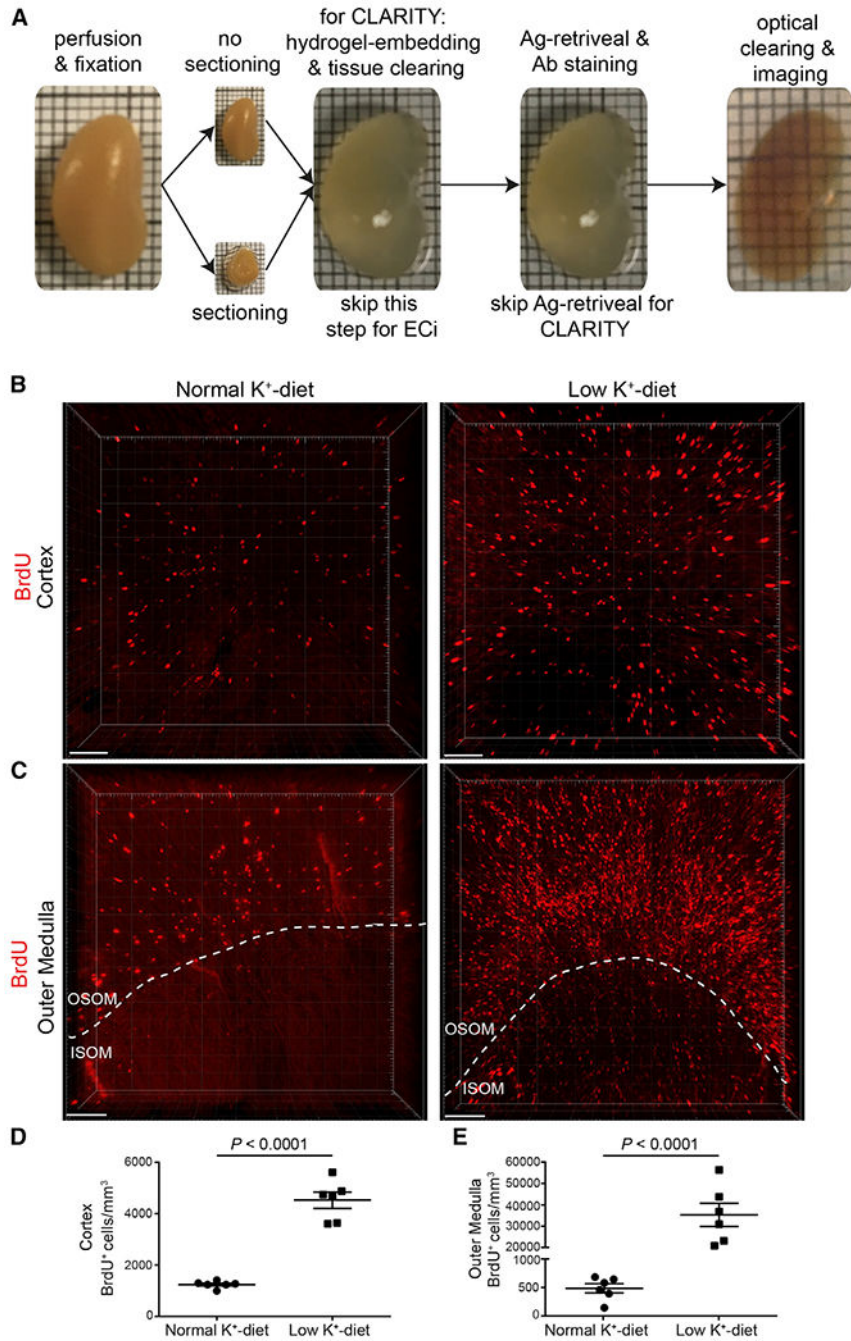 A
perfusion
& fixation
no
sectioning
sectioning
for CLARITY:
hydrogel-embedding
& tissue clearing
skip this
step for ECi
Ag-retriveal &
Ab staining
skip Ag-retriveal for
CLARITY
optical
clearing &
imaging
B
Normal K⁺-diet
Low K⁺-diet
BrdU
Cortex
C
BrdU
Outer Medulla
OSOM
ISOM
OSOM
ISOM
D
P < 0.0001
Cortex
BrdU⁺ cells/mm³
6000
4000
2000
0
Normal K⁺-diet
Low K⁺-diet
E
P < 0.0001
Outer Medulla
BrdU⁺ cells/mm³
60000
50000
40000
30000
20000
1000
500
0
Normal K⁺-diet
Low K⁺-diet